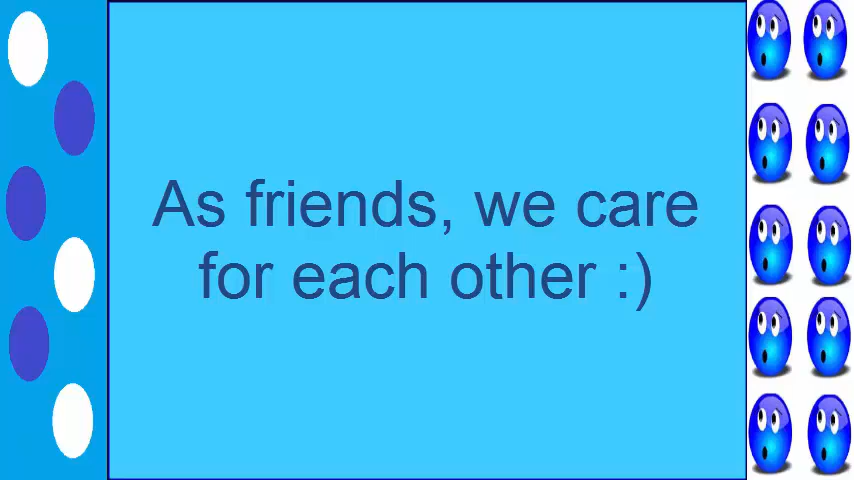 As friends, we care
for each other :)